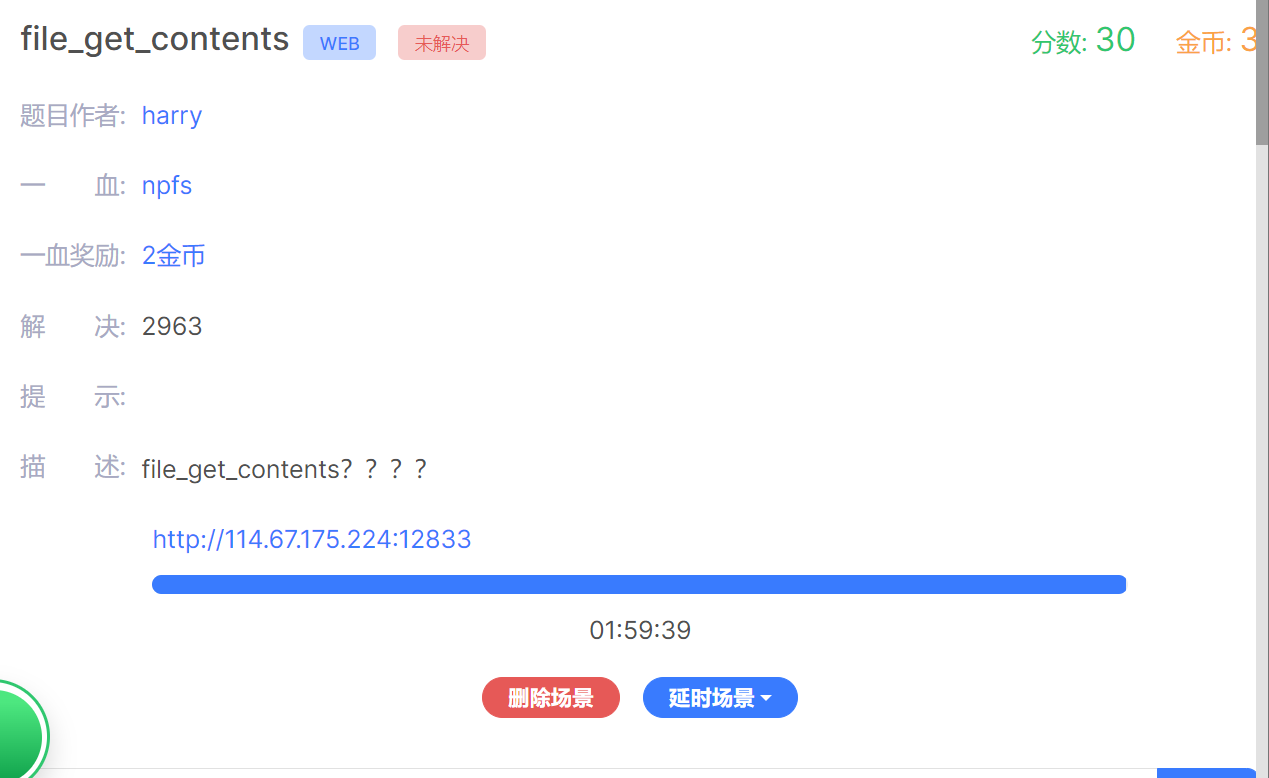 file_get_contents WEB 未解决 分数: 30 金币: 3
题目作者: harry
一 血: npfs
一血奖励: 2金币
解 决: 2963
提 示:
描 述: file_get_contents？？？？
http://114.67.175.224:12833
01:59:39
删除场景 延时场景